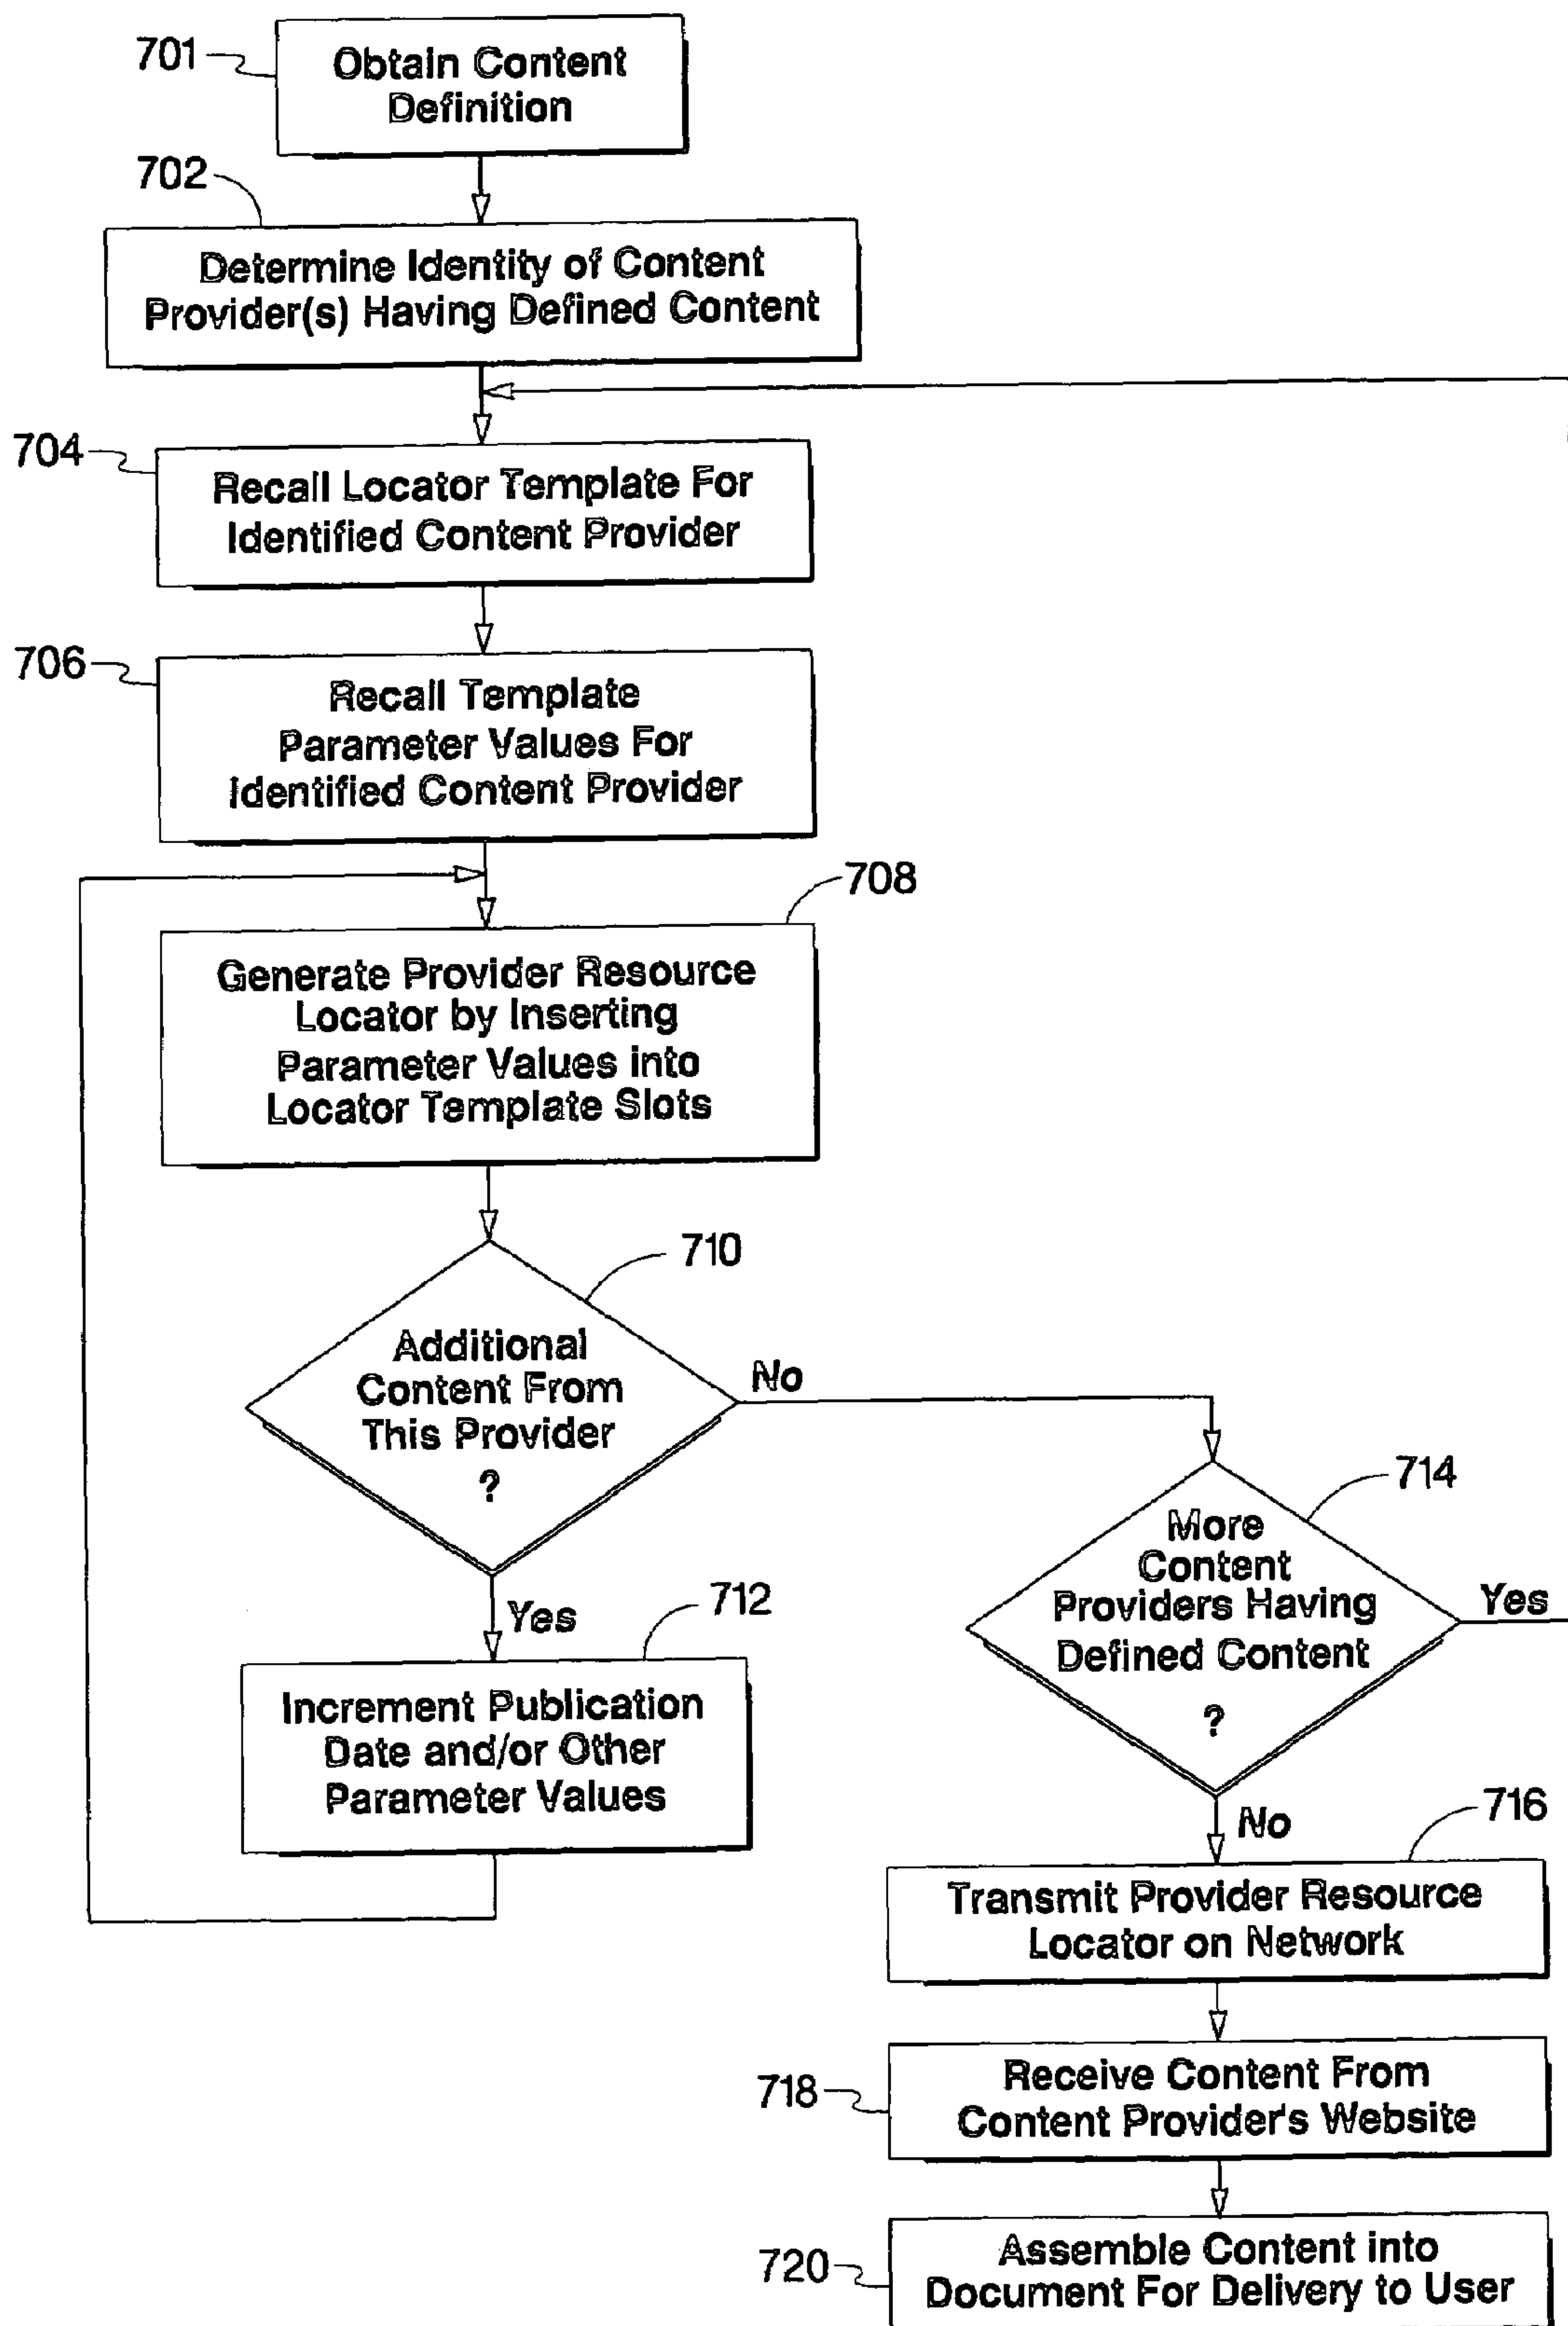 701
Obtain Content
Definition
702
Determine Identity of Content
Provider(s) Having Defined Content
704
Recall Locator Template For
Identified Content Provider
706
Recall Template
Parameter Values For
Identified Content Provider
708
Generate Provider Resource
Locator by Inserting
Parameter Values into
Locator Template Slots
710
Additional
Content From
This Provider
?
No
Yes
712
Increment Publication
Date and/or Other
Parameter Values
714
More
Content
Providers Having
Defined Content
?
Yes
No
716
Transmit Provider Resource
Locator on Network
718
Receive Content From
Content Provider's Website
720
Assemble Content into
Document For Delivery to User